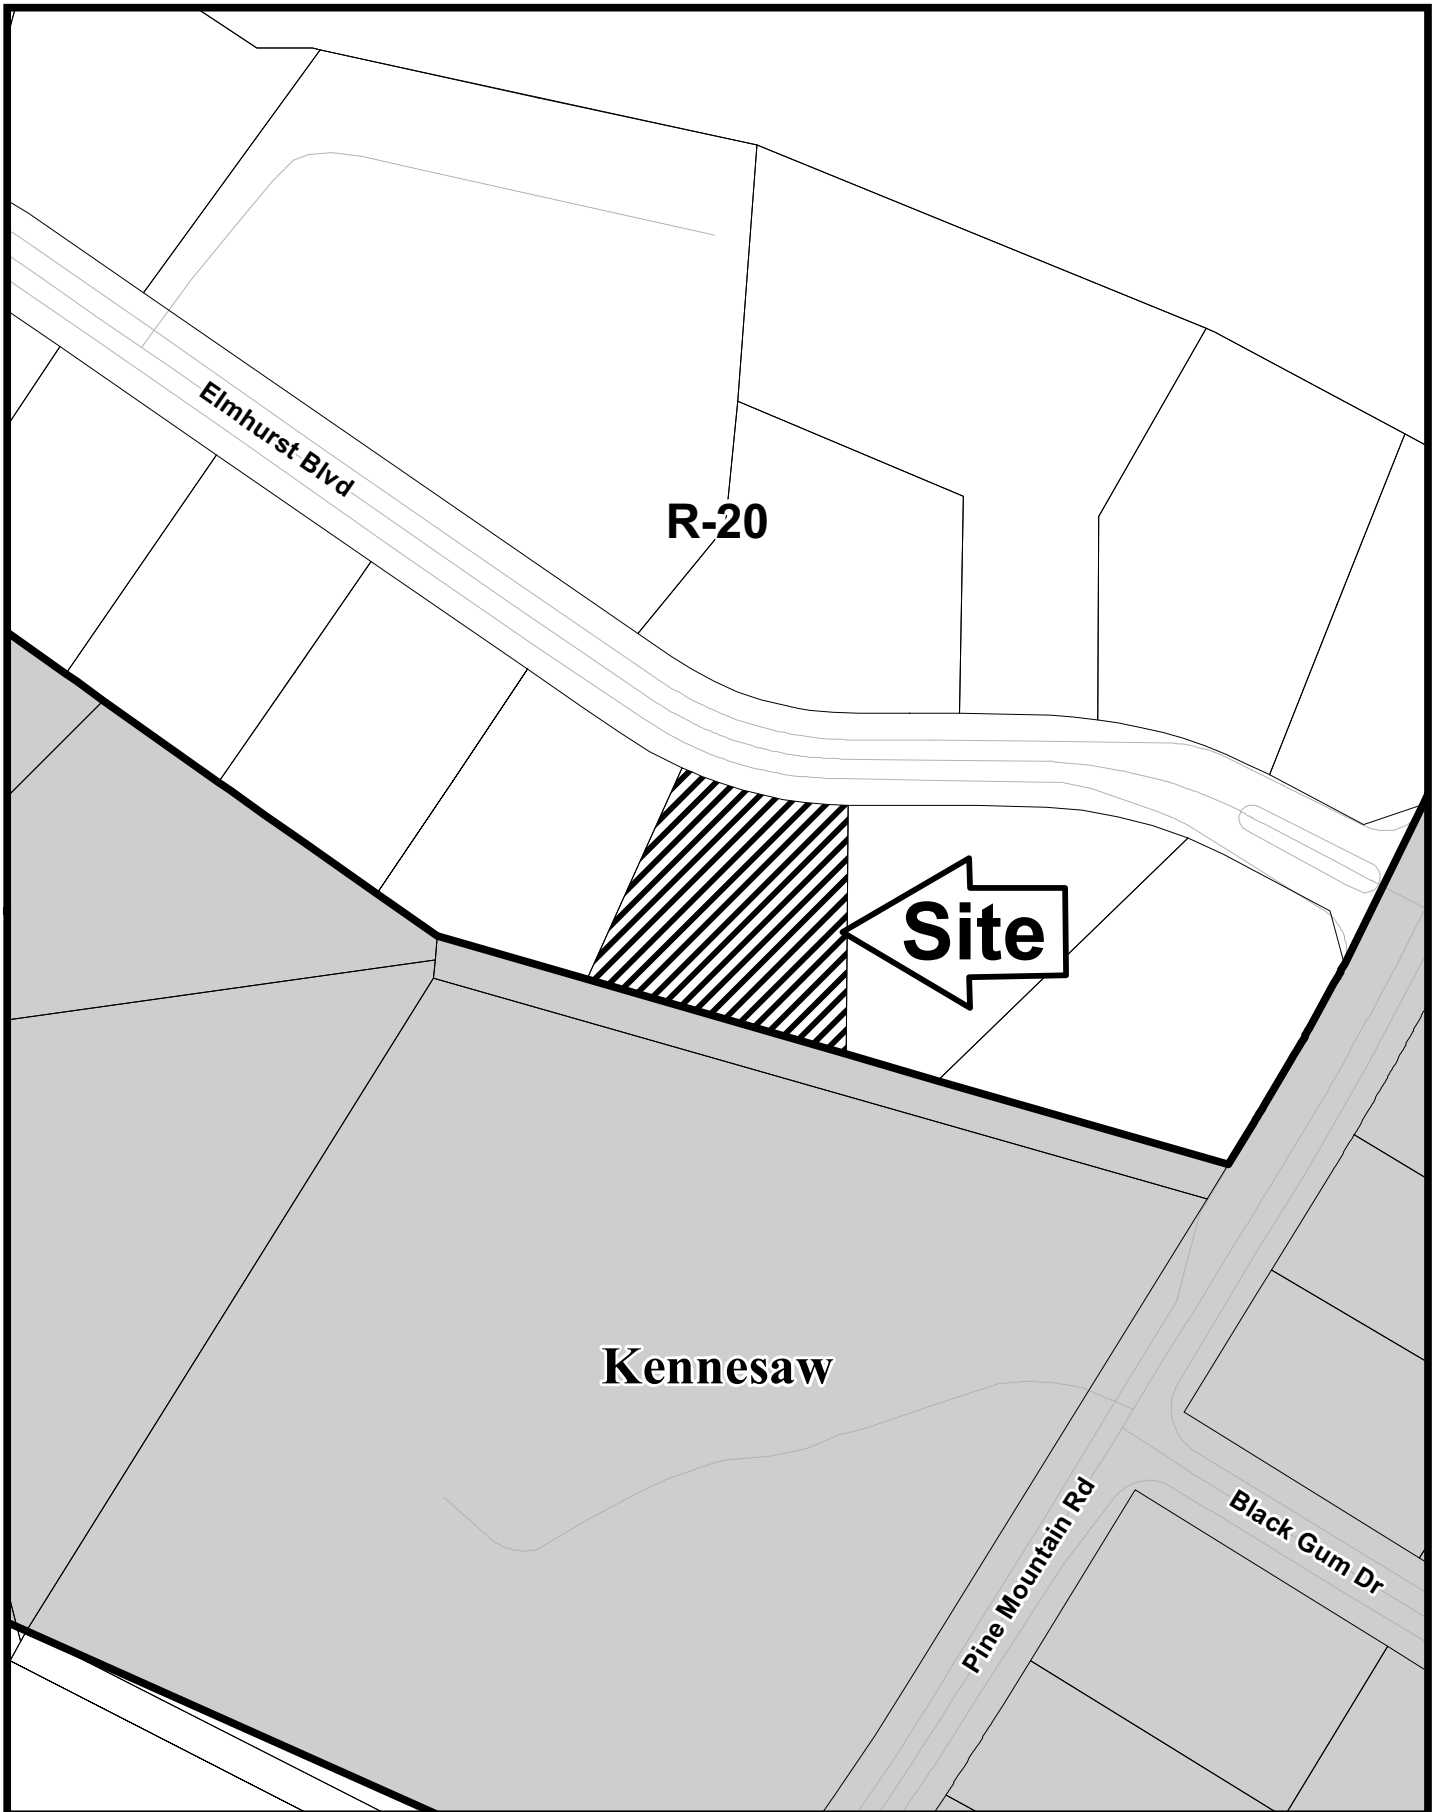 Elmhurst Blvd
R-20
Site
Kennesaw
Pine Mountain Rd
Black Gum Dr